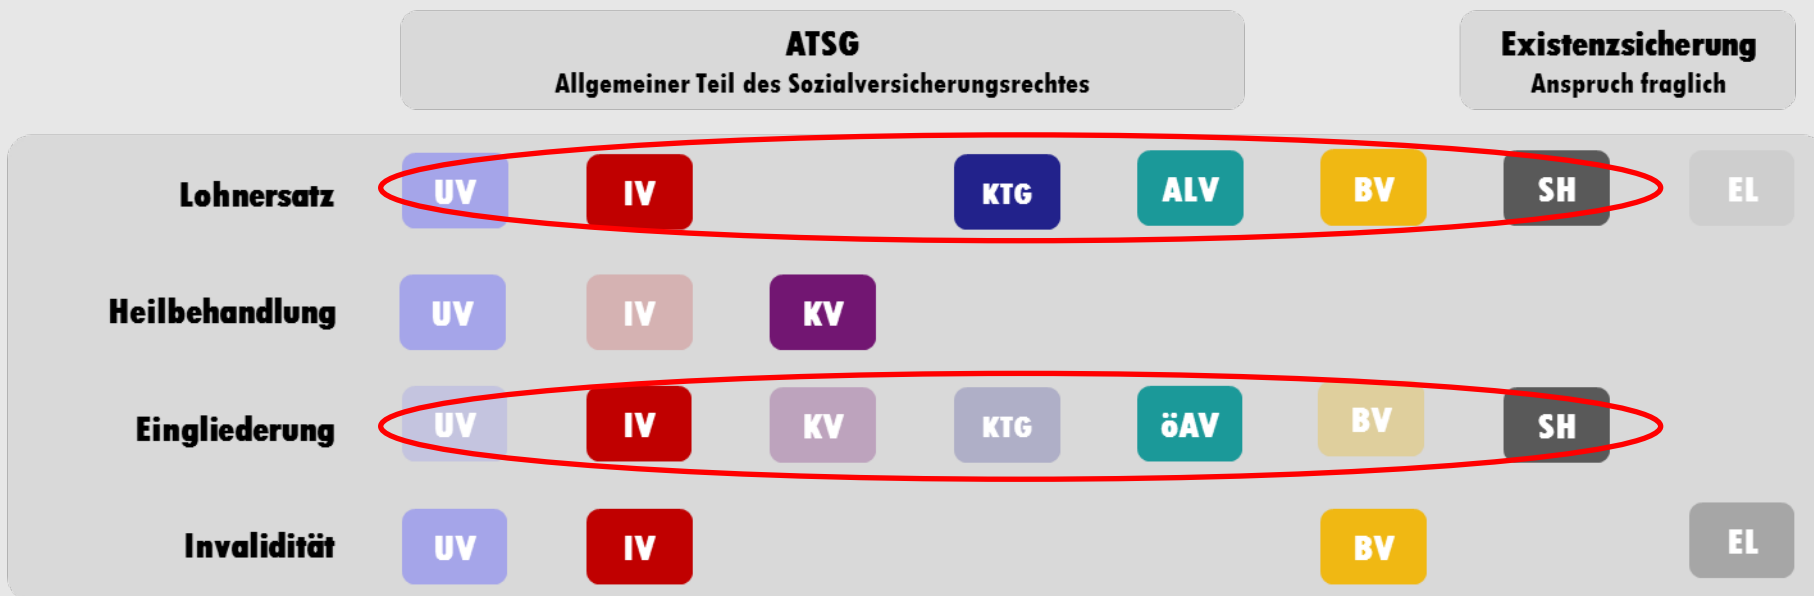 ATSG
Allgemeiner Teil des Sozialversicherungsrechtes
Existenzsicherung
Anspruch fraglich
Lohnersatz UV IV KTG ALV BV SH EL
Heilbehandlung UV IV KV
Eingliederung UV IV KV KTG öAV BV SH
Invalidität UV IV BV EL